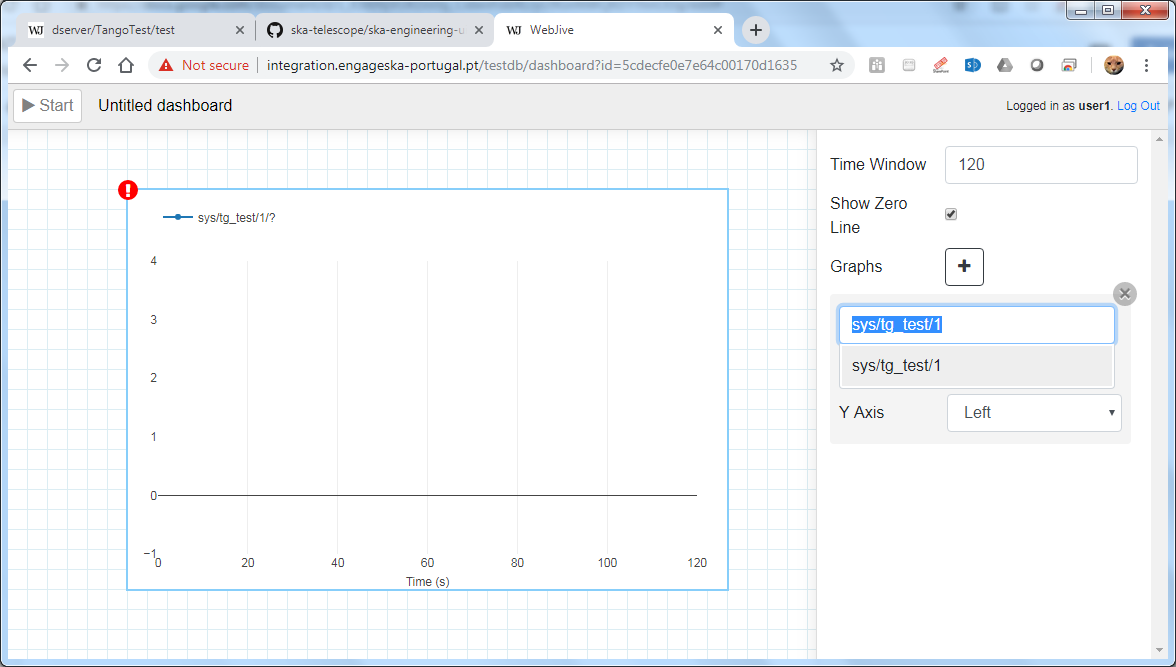 dserver/TangoTest/test
ska-telescope/ska-engineering-u
WebJive
Not secure
integration.engageska-portugal.pt/testdb/dashboard?id=5cdecfe0e7e64c00170d1635
Start
Untitled dashboard
Logged in as user1. Log Out
sys/tg_test/1/?
4
3
2
1
0
−1
0 20 40 60 80 100 120
Time (s)
Time Window
120
Show Zero
Line
Graphs
sys/tg_test/1
sys/tg_test/1
Y Axis
Left